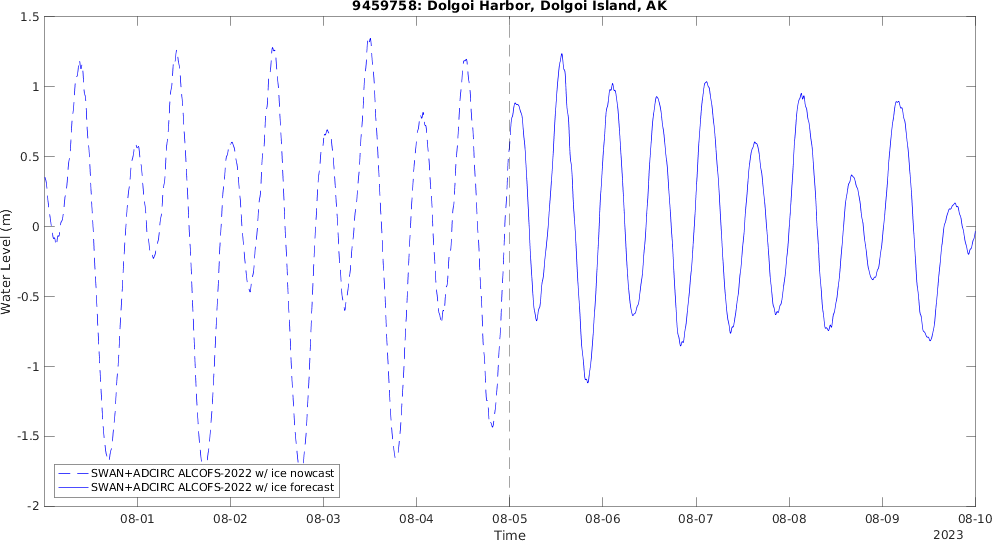 9459758: Dolgoi Harbor, Dolgoi Island, AK
1.5
1
0.5
0
-0.5
-1
-1.5
-2
Water Level (m)
SWAN+ADCIRC ALCOFS-2022 w/ ice nowcast
SWAN+ADCIRC ALCOFS-2022 w/ ice forecast
08-01 08-02 08-03 08-04 08-05 08-06 08-07 08-08 08-09 08-10
Time
2023